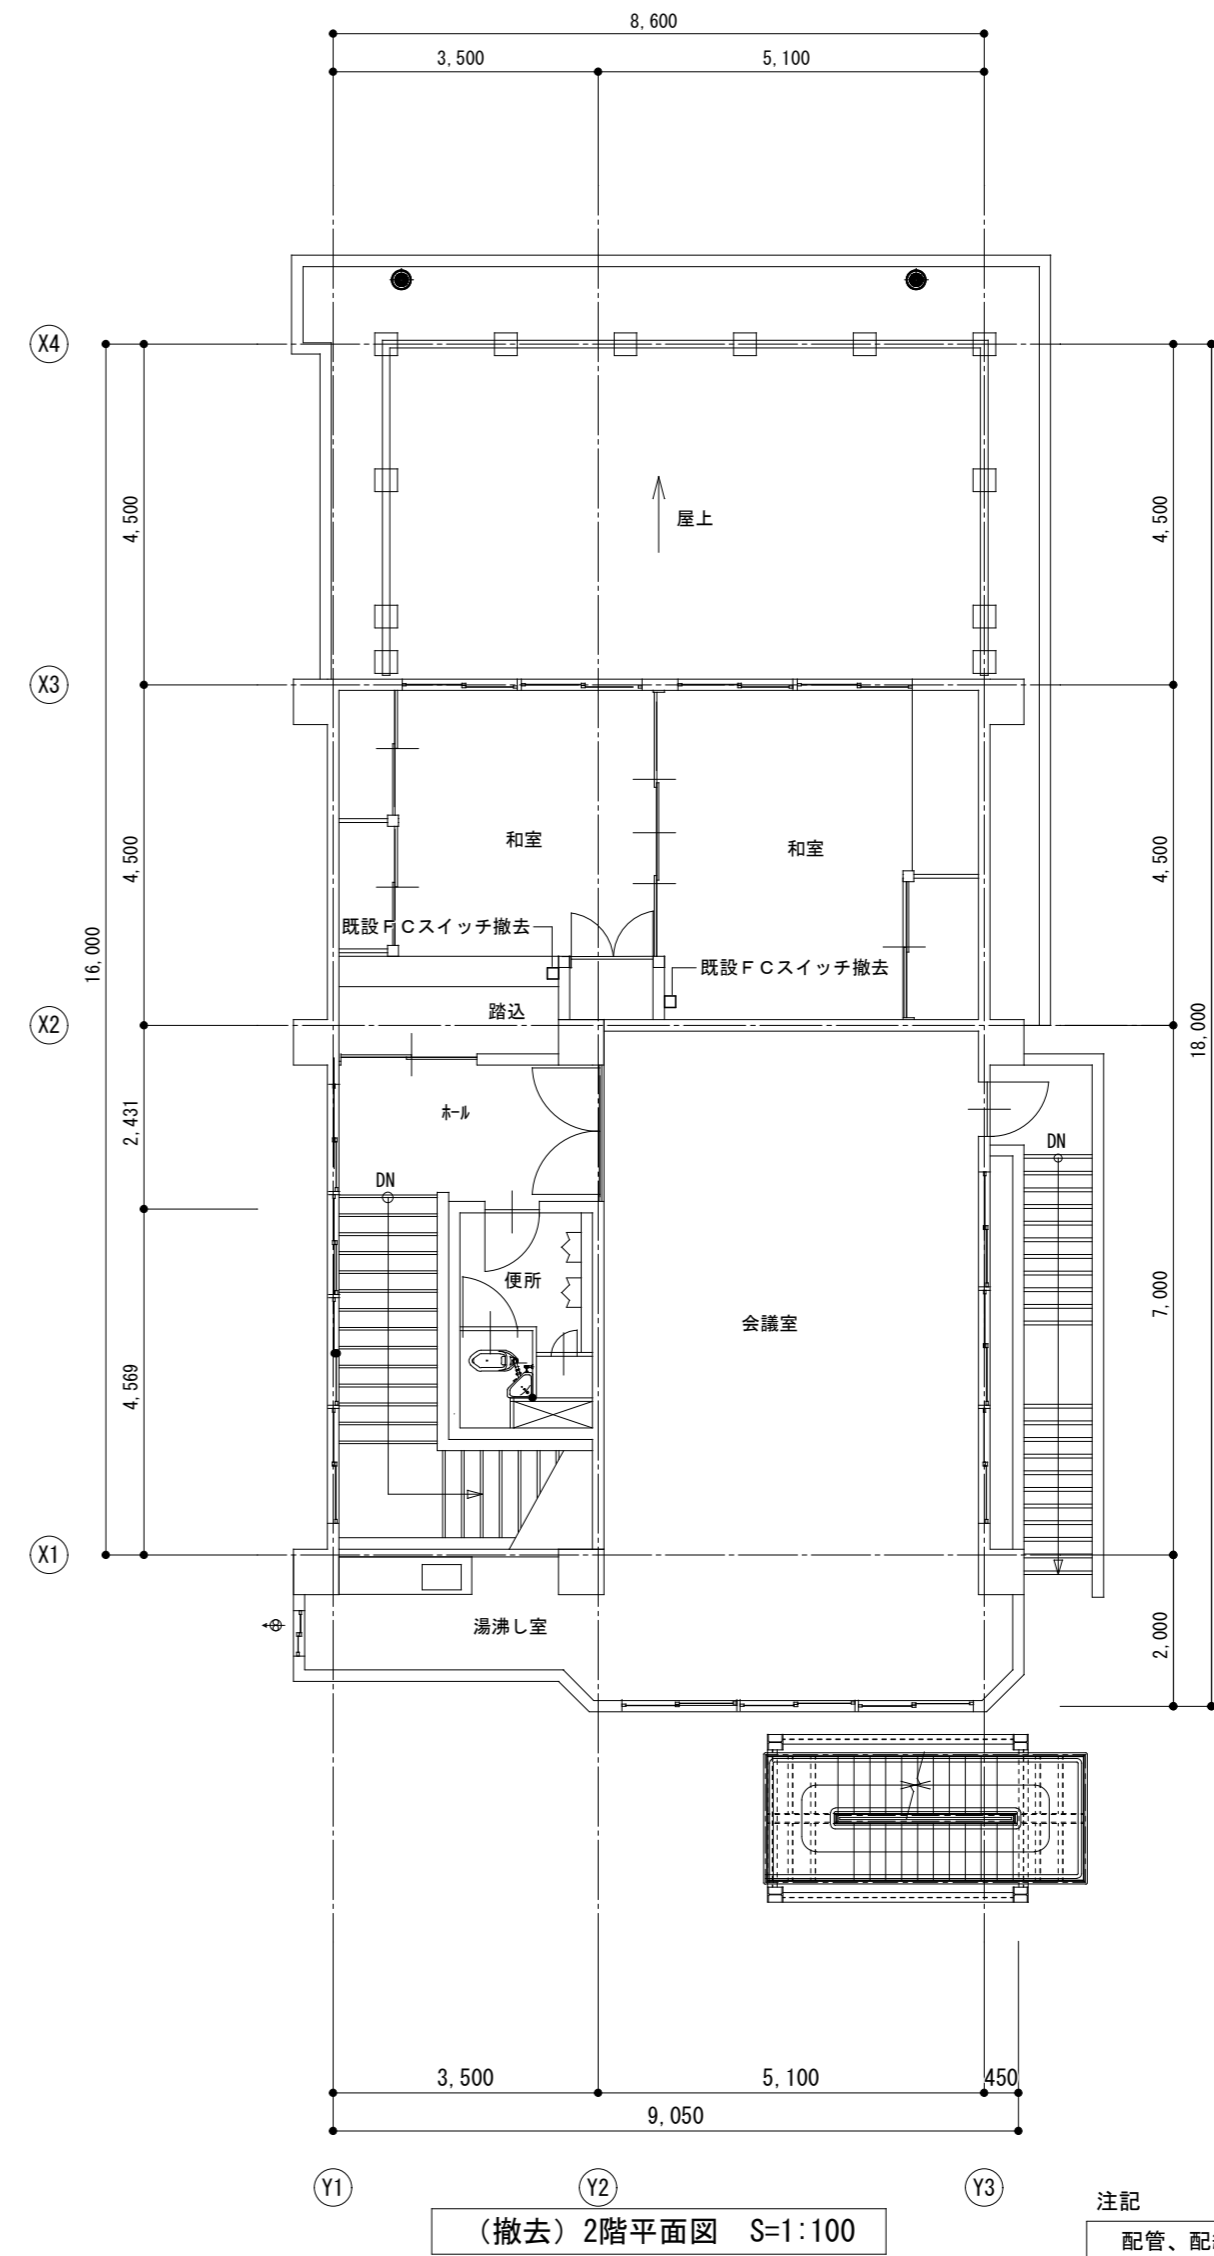 8,600
3,500
5,100
X4
4,500
屋上
4,500
X3
和室
和室
4,500
4,500
既設ＦＣスイッチ撤去
既設ＦＣスイッチ撤去
16,000
踏込
X2
18,000
2,431
ﾎｰﾙ
DN
DN
便所
会議室
7,000
4,569
X1
湯沸し室
2,000
3,500
5,100
450
9,050
Y1
Y2
Y3
注記
（撤去）2階平面図 S=1:100
配管、配